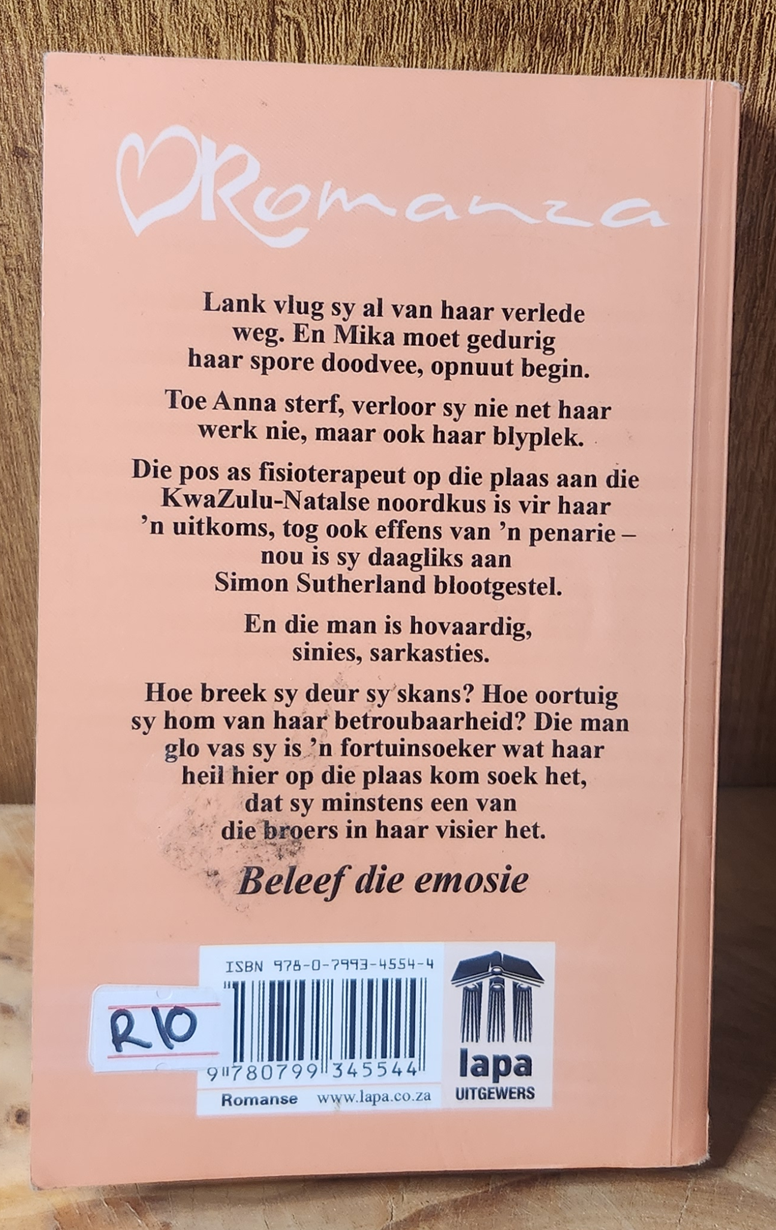 Romanza
Lank vlug sy al van haar verlede
weg. En Mika moet gedurig
haar spore doodvee, opnuut begin.
Toe Anna sterf, verloor sy nie net haar
werk nie, maar ook haar blyplek.
Die pos as fisioterapeut op die plaas aan die
KwaZulu-Natalse noordkus is vir haar
’n uitkoms, tog ook effens van ’n penarie –
nou is sy daagliks aan
Simon Sutherland blootgestel.
En die man is hovaardig,
sinies, sarkasties.
Hoe breek sy deur sy skans? Hoe oortuig
sy hom van haar betroubaarheid? Die man
glo vas sy is ’n fortuinsoeker wat haar
heil hier op die plaas kom soek het,
dat sy minstens een van
die broers in haar visier het.
Beleef die emosie
ISBN 978-0-7993-4554-4
R10
9 780799 345544
Romanse www.lapa.co.za
lapa
UITGEWERS